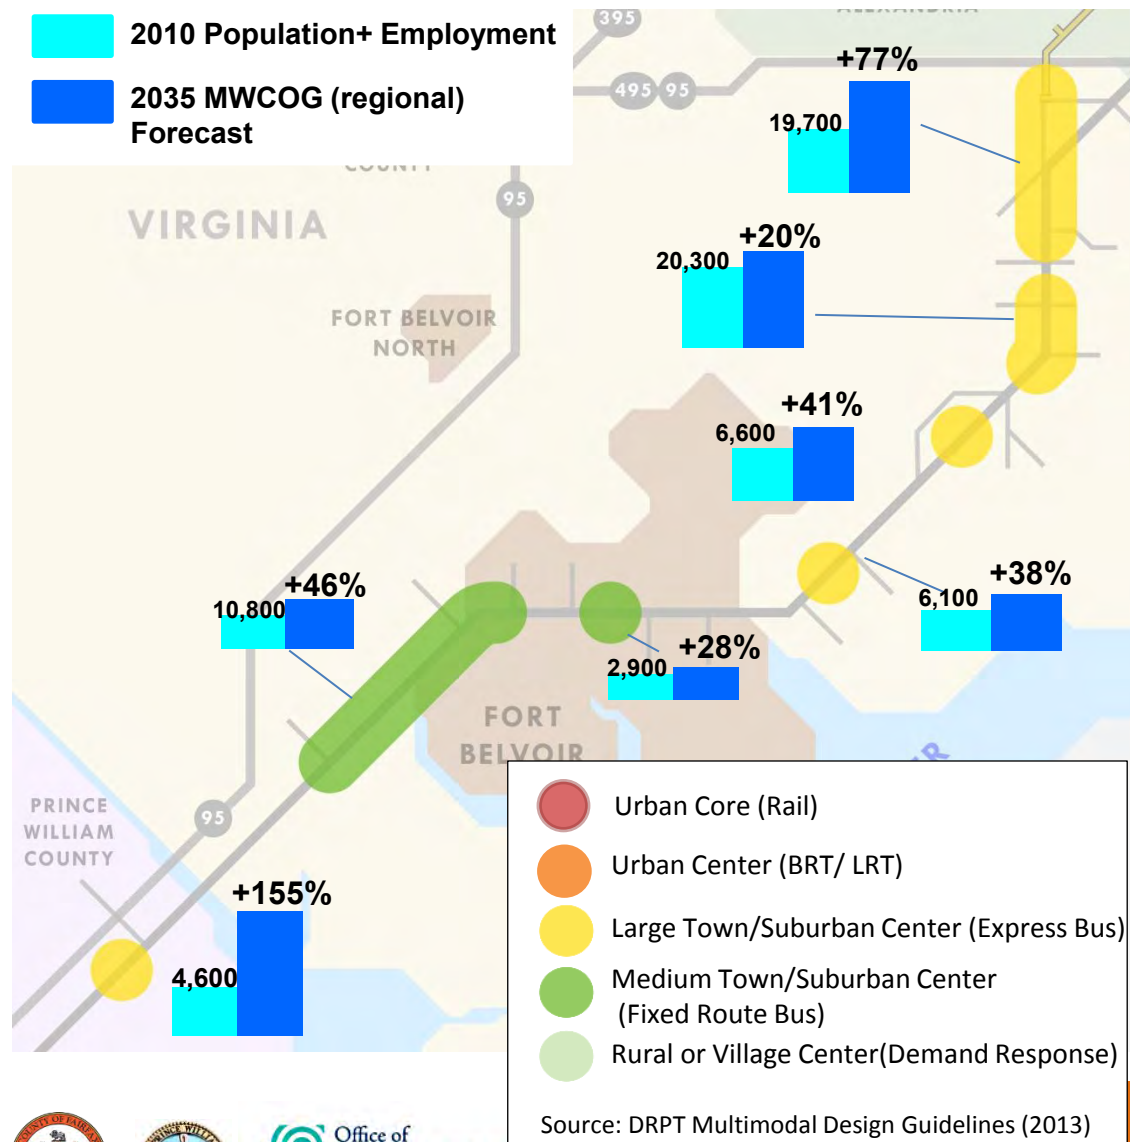 2010 Population+ Employment
2035 MWCOG (regional)
Forecast
395
ALEXANDRIA
495
95
+77%
19,700
COUNTY
95
VIRGINIA
+20%
20,300
FORT BELVOIR
NORTH
+41%
6,600
+46%
10,800
+38%
6,100
+28%
2,900
FORT
BELVOIR
PRINCE
WILLIAM
COUNTY
95
+155%
4,600
Urban Core (Rail)
Urban Center (BRT/ LRT)
Large Town/Suburban Center (Express Bus)
Medium Town/Suburban Center
(Fixed Route Bus)
Rural or Village Center(Demand Response)
Source: DRPT Multimodal Design Guidelines (2013)
Office of